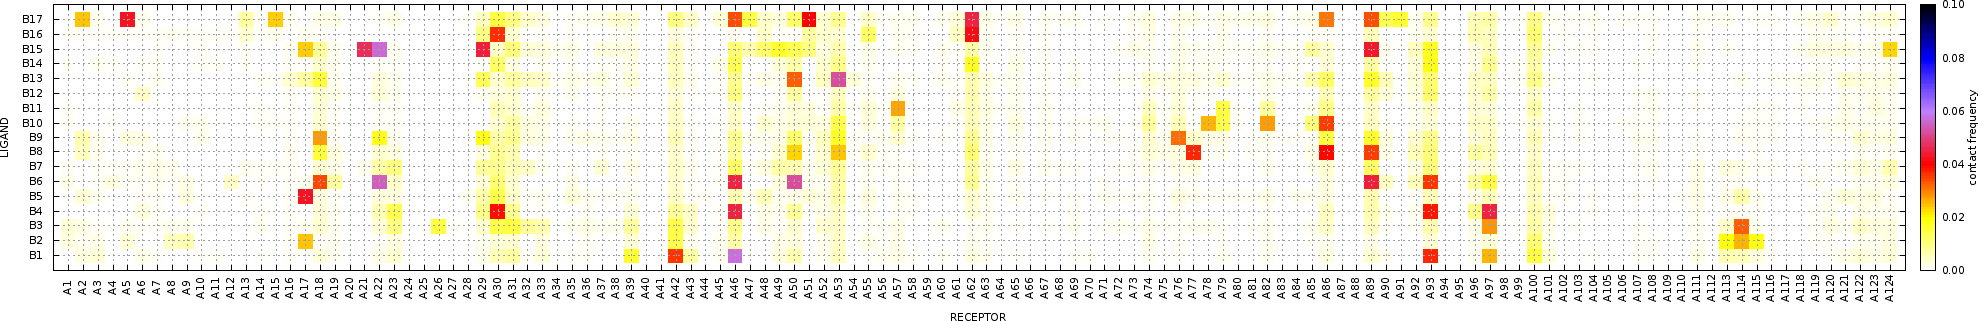 B17
B16
B15
B14
B13
B12
B11
B10
B9
B8
B7
B6
B5
B4
B3
B2
B1
LIGAND
A1 A2 A3 A4 A5 A6 A7 A8 A9 A10 A11 A12 A13 A14 A15 A16 A17 A18 A19 A20 A21 A22 A23 A24 A25 A26 A27 A28 A29 A30 A31 A32 A33 A34 A35 A36 A37 A38 A39 A40 A41 A42 A43 A44 A45 A46 A47 A48 A49 A50 A51 A52 A53 A54 A55 A56 A57 A58 A59 A60 A61 A62 A63 A64 A65 A66 A67 A68 A69 A70 A71 A72 A73 A74 A75 A76 A77 A78 A79 A80 A81 A82 A83 A84 A85 A86 A87 A88 A89 A90 A91 A92 A93 A94 A95 A96 A97 A98 A99 A100 A101 A102 A103 A104 A105 A106 A107 A108 A109 A110 A111 A112 A113 A114 A115 A116 A117 A118 A119 A120 A121 A122 A123 A124
RECEPTOR
0.10
0.08
0.06
0.04
0.02
0.00
contact frequency